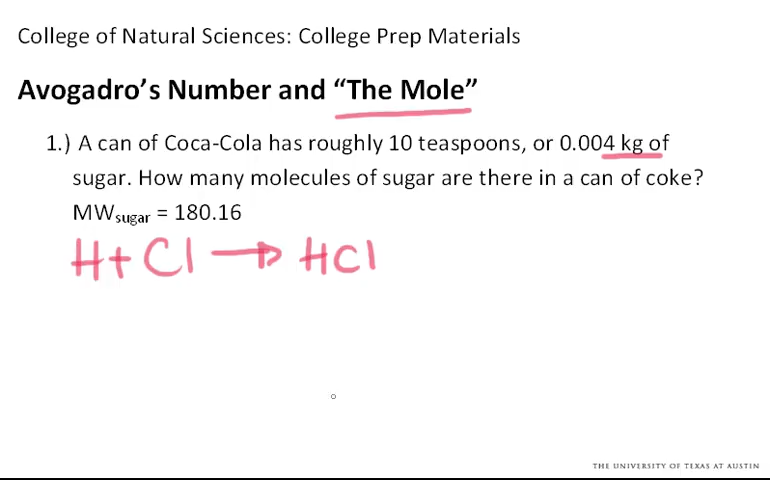 College of Natural Sciences: College Prep Materials
Avogadro’s Number and “The Mole”
1.) A can of Coca-Cola has roughly 10 teaspoons, or 0.004 kg of
sugar. How many molecules of sugar are there in a can of coke?
MWsugar = 180.16
H+Cl → HCl
THE UNIVERSITY OF TEXAS AT AUSTIN